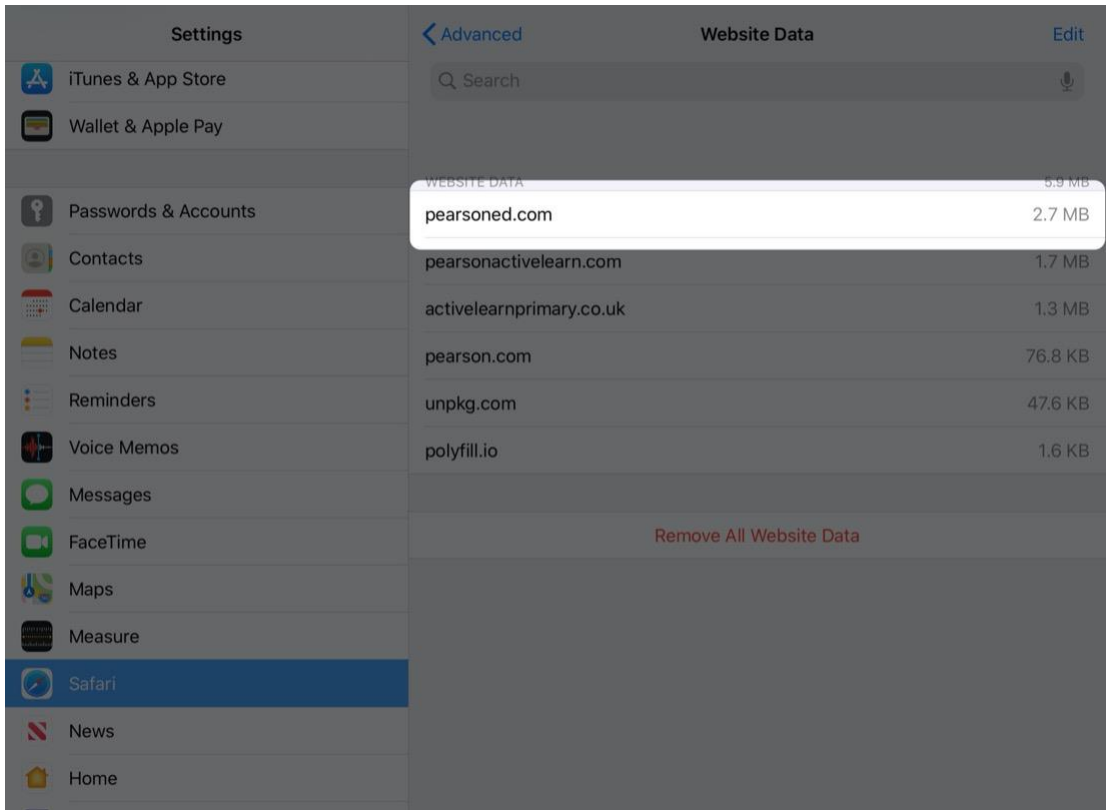 Settings
iTunes & App Store
Wallet & Apple Pay
Passwords & Accounts
Contacts
Calendar
Notes
Reminders
Voice Memos
Messages
FaceTime
Maps
Measure
Safari
News
Home
Advanced
Website Data
Edit
Search
WEBSITE DATA 5.9 MB
pearsoned.com 2.7 MB
pearsonactivelearn.com 1.7 MB
activelearnprimary.co.uk 1.3 MB
pearson.com 76.8 KB
unpkg.com 47.6 KB
polyfill.io 1.6 KB
Remove All Website Data